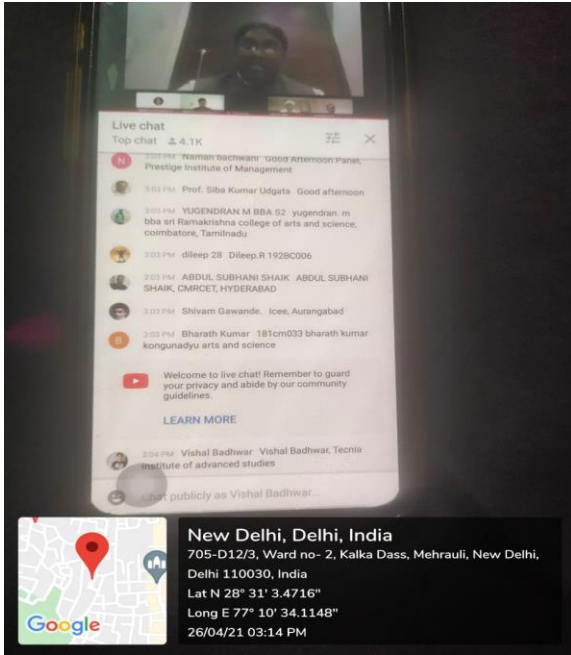 Live chat
Top chat 4.1K
3:03 PM Naman bachwani Good Afternoon Panel,
Prestige Institute of Management
3:03 PM Prof. Siba Kumar Udgata Good afternoon
3:03 PM YUGENDRAN M BBA S2 yugendran. m
bba sri Ramakrishna college of arts and science,
coimbatore, Tamilnadu
3:03 PM dileep 28 Dileep.R 1928C006
3:03 PM ABDUL SUBHANI SHAIK ABDUL SUBHANI
SHAIK, CMRCET, HYDERABAD
3:03 PM Shivam Gawande. Icee, Aurangabad
3:03 PM Bharath Kumar 181cm033 bharath kumar
kongunadyu arts and science
Welcome to live chat! Remember to guard
your privacy and abide by our community
guidelines.
LEARN MORE
3:04 PM Vishal Badhwar Vishal Badhwar, Tecnia
institute of advanced studies
Chat publicly as Vishal Badhwar...
New Delhi, Delhi, India
705-D12/3, Ward no- 2, Kalka Dass, Mehrauli, New Delhi,
Delhi 110030, India
Lat N 28° 31' 3.4716"
Long E 77° 10' 34.1148"
26/04/21 03:14 PM
Google
N
B